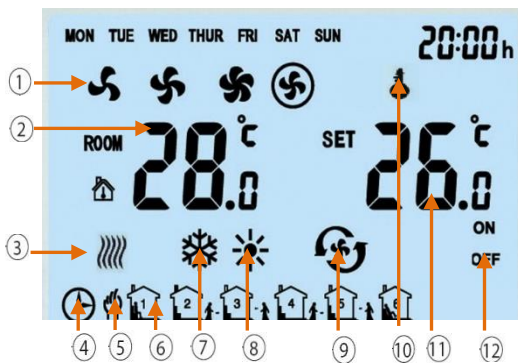 MON TUE WED THUR FRI SAT SUN 20:00 h
①
② ROOM 28.0 °C SET 26.0 °C
③ ON
OFF
1 2 3 4 5 6
④ ⑤ ⑥ ⑦ ⑧ ⑨ ⑩ ⑪ ⑫